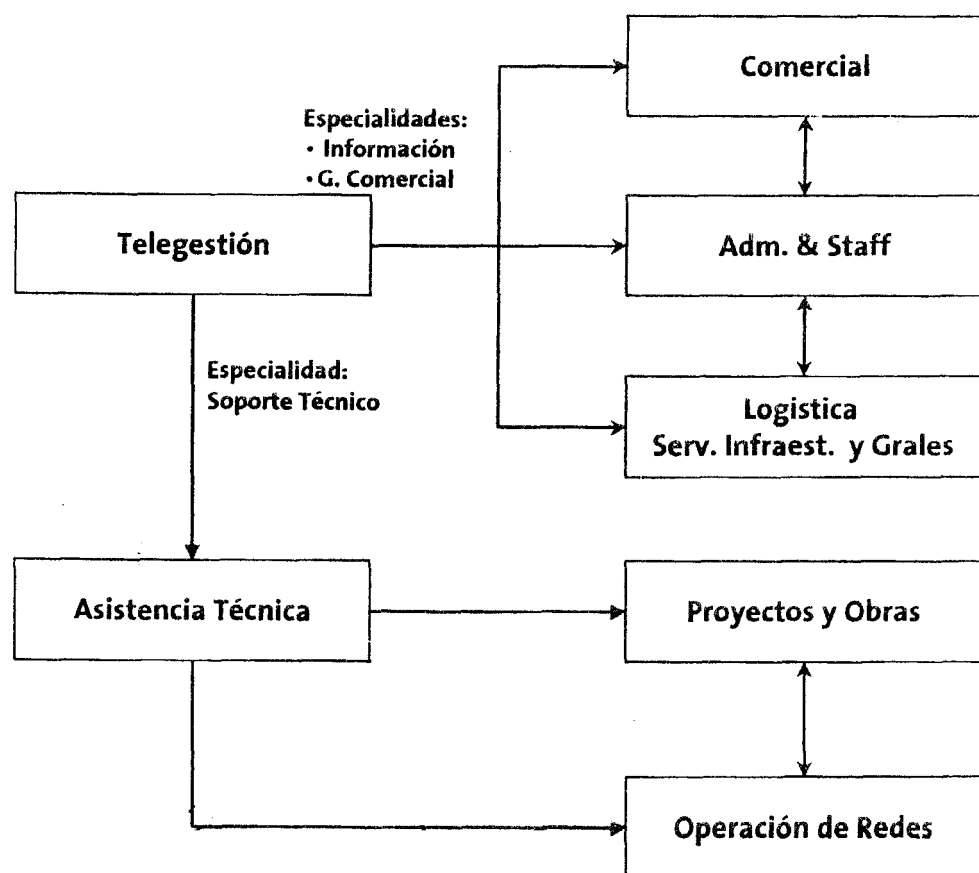 Comercial
Especialidades:
· Información
· G. Comercial
Telegestión
Adm. & Staff
Especialidad:
Soporte Técnico
Logistica
Serv. Infraest. y Grales
Asistencia Técnica
Proyectos y Obras
Operación de Redes